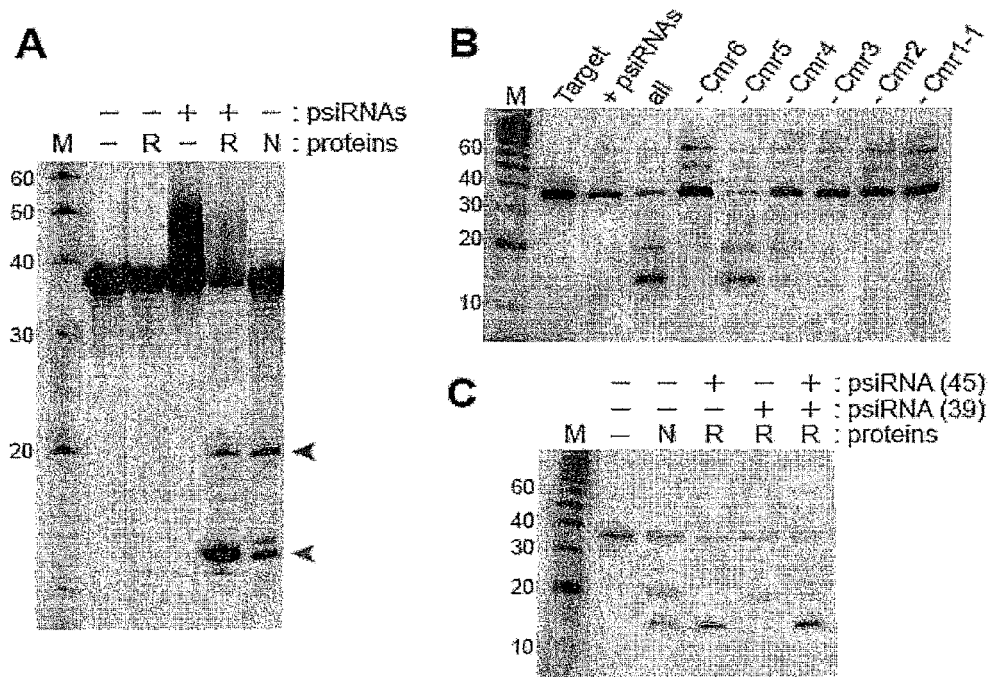 A
– – + + – : psiRNAs
M – R – R N : proteins
60
50
40
30
20
B
M Target + psiRNAs all - Cmr6 - Cmr5 - Cmr4 - Cmr3 - Cmr2 - Cmr1-1
60
40
30
20
10
C
– – + – + : psiRNA (45)
– – – + + : psiRNA (39)
M – N R R R : proteins
60
40
30
20
10